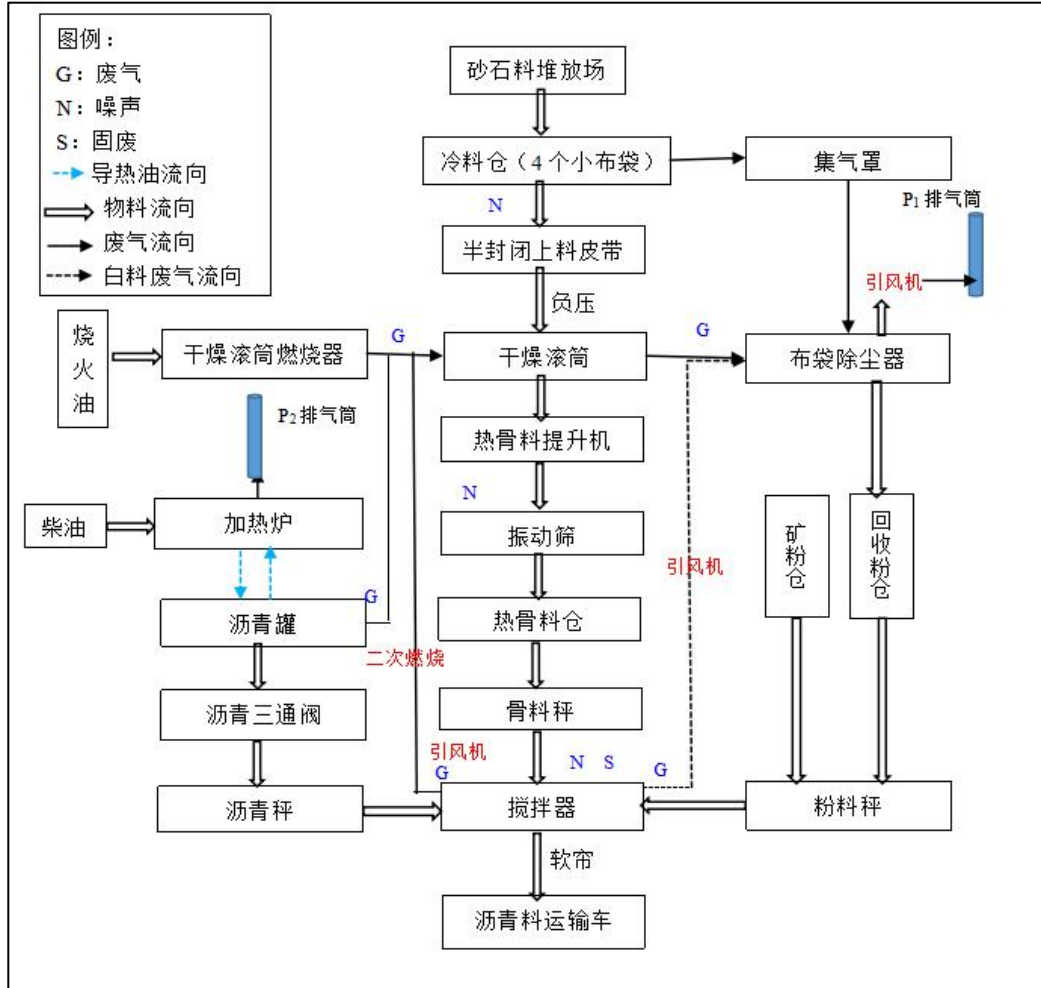 图例：
G：废气
N：噪声
S：固废
导热油流向
物料流向
废气流向
白料废气流向
砂石料堆放场
冷料仓（4 个小布袋）
集气罩
N
P1 排气筒
半封闭上料皮带
引风机
负压
烧火油
干燥滚筒燃烧器
G
干燥滚筒
G
布袋除尘器
P2 排气筒
热骨料提升机
N
柴油
加热炉
振动筛
矿粉仓
回收粉仓
引风机
G
沥青罐
热骨料仓
二次燃烧
沥青三通阀
骨料秤
引风机
G
N
S
G
沥青秤
搅拌器
粉料秤
软帘
沥青料运输车